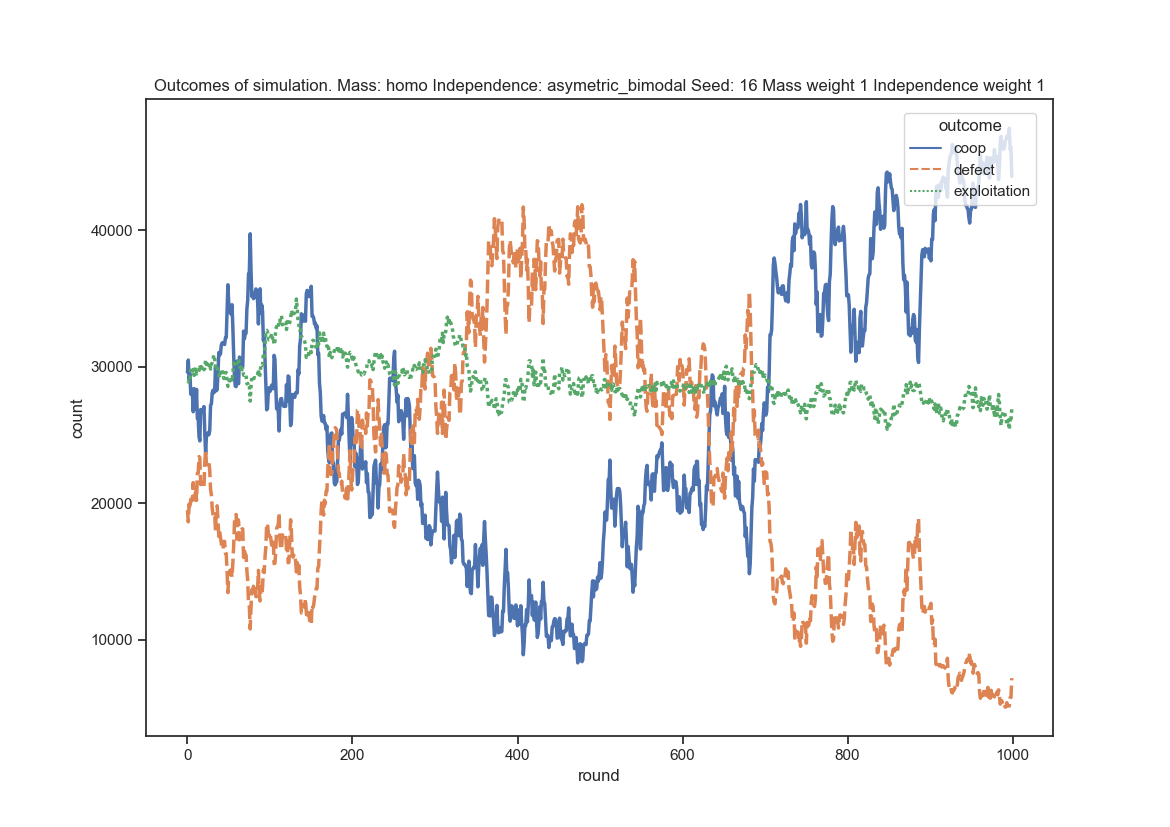 Outcomes of simulation. Mass: homo Independence: asymetric_bimodal Seed: 16 Mass weight 1 Independence weight 1
outcome
coop
defect
exploitation
count
40000
30000
20000
10000
0
200
400
600
800
1000
round